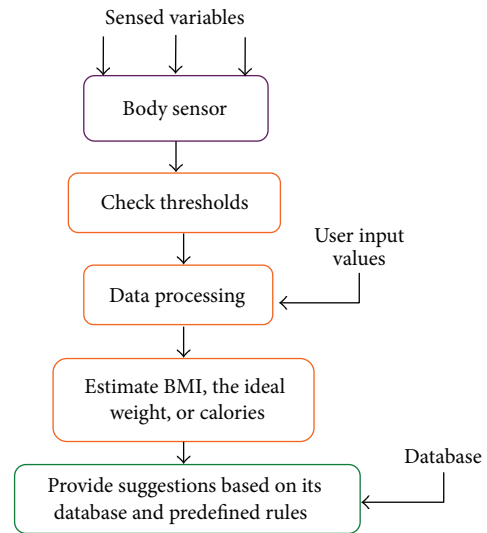 Sensed variables
Body sensor
Check thresholds
User input
values
Data processing
Estimate BMI, the ideal
weight, or calories
Database
Provide suggestions based on its
database and predefined rules